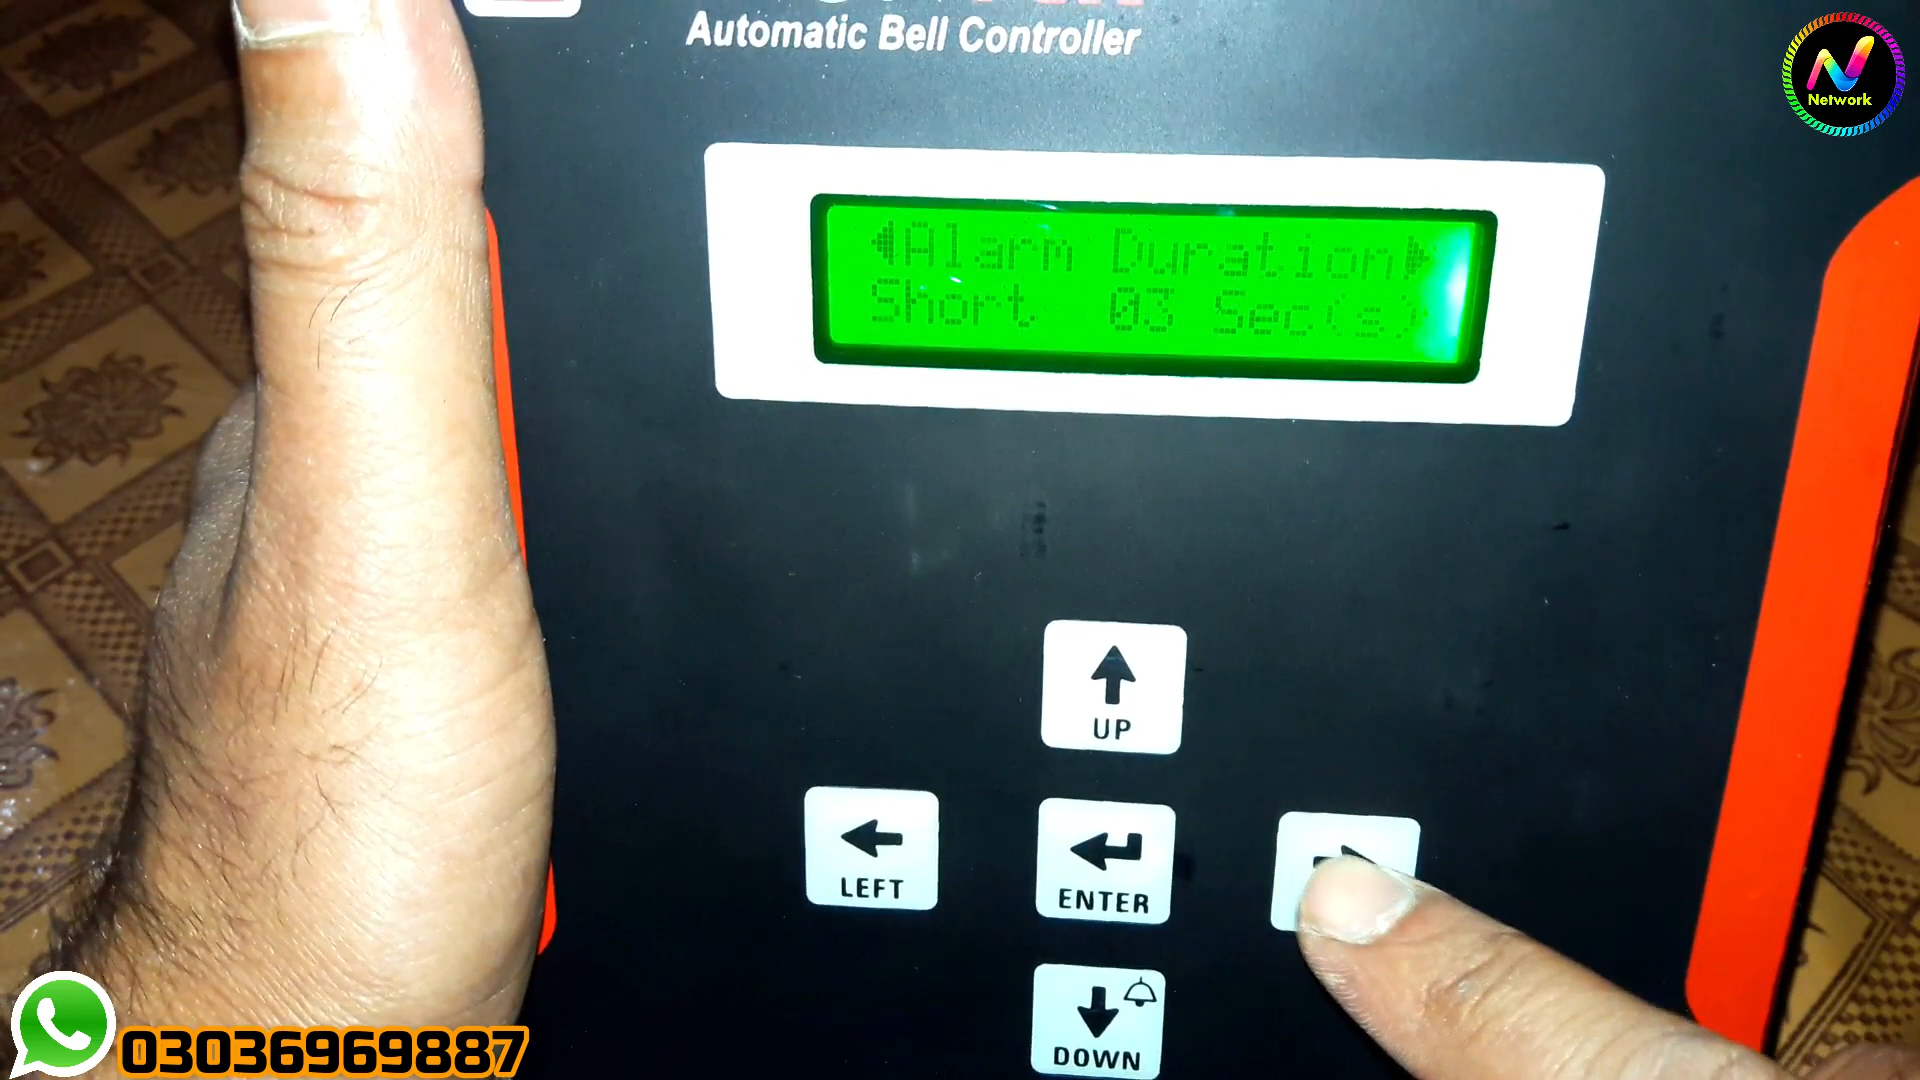 Automatic Bell Controller
Network
Alarm Duration
Short 03 Sec(s)
UP
LEFT
ENTER
DOWN
03036969887